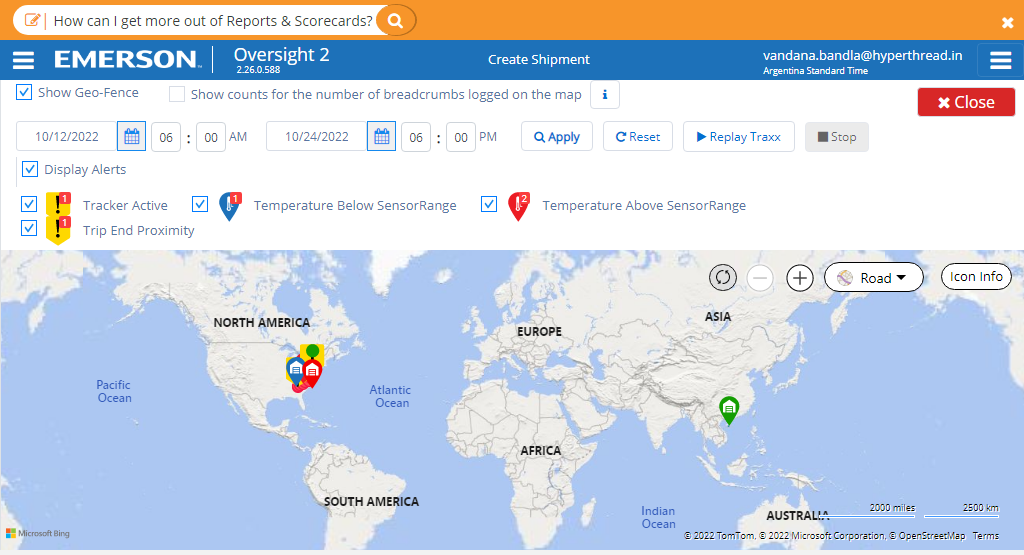 How can I get more out of Reports & Scorecards?
EMERSON. Oversight 2 Create Shipment vandana.bandla@hyperthread.in
2.26.0.588 Argentina Standard Time
Show Geo-Fence Show counts for the number of breadcrumbs logged on the map i Close
10/12/2022 06 : 00 AM 10/24/2022 06 : 00 PM Apply Reset Replay Traxx Stop
Display Alerts
1 Tracker Active 1 Temperature Below SensorRange 2 Temperature Above SensorRange
1 Trip End Proximity
Road Icon Info
NORTH AMERICA
ASIA
EUROPE
Pacific
Ocean
Atlantic
Ocean
AFRICA
SOUTH AMERICA
Indian
Ocean
AUSTRALIA
2000 miles 2500 km
Microsoft Bing
© 2022 TomTom, © 2022 Microsoft Corporation, © OpenStreetMap Terms